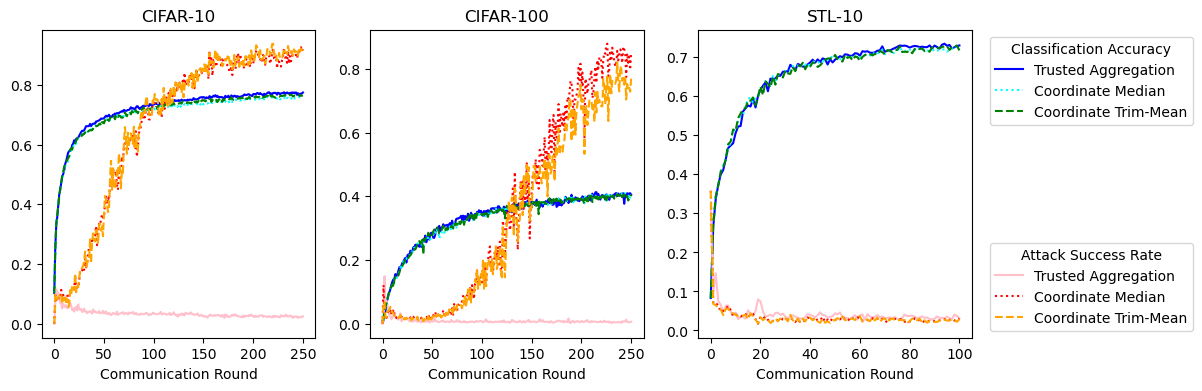 CIFAR-10
0.0
0.2
0.4
0.6
0.8
0
50
100
150
200
250
Communication Round
CIFAR-100
0.0
0.2
0.4
0.6
0.8
0
50
100
150
200
250
Communication Round
STL-10
0.0
0.1
0.2
0.3
0.4
0.5
0.6
0.7
0
20
40
60
80
100
Communication Round
Classification Accuracy
Trusted Aggregation
Coordinate Median
Coordinate Trim-Mean
Attack Success Rate
Trusted Aggregation
Coordinate Median
Coordinate Trim-Mean